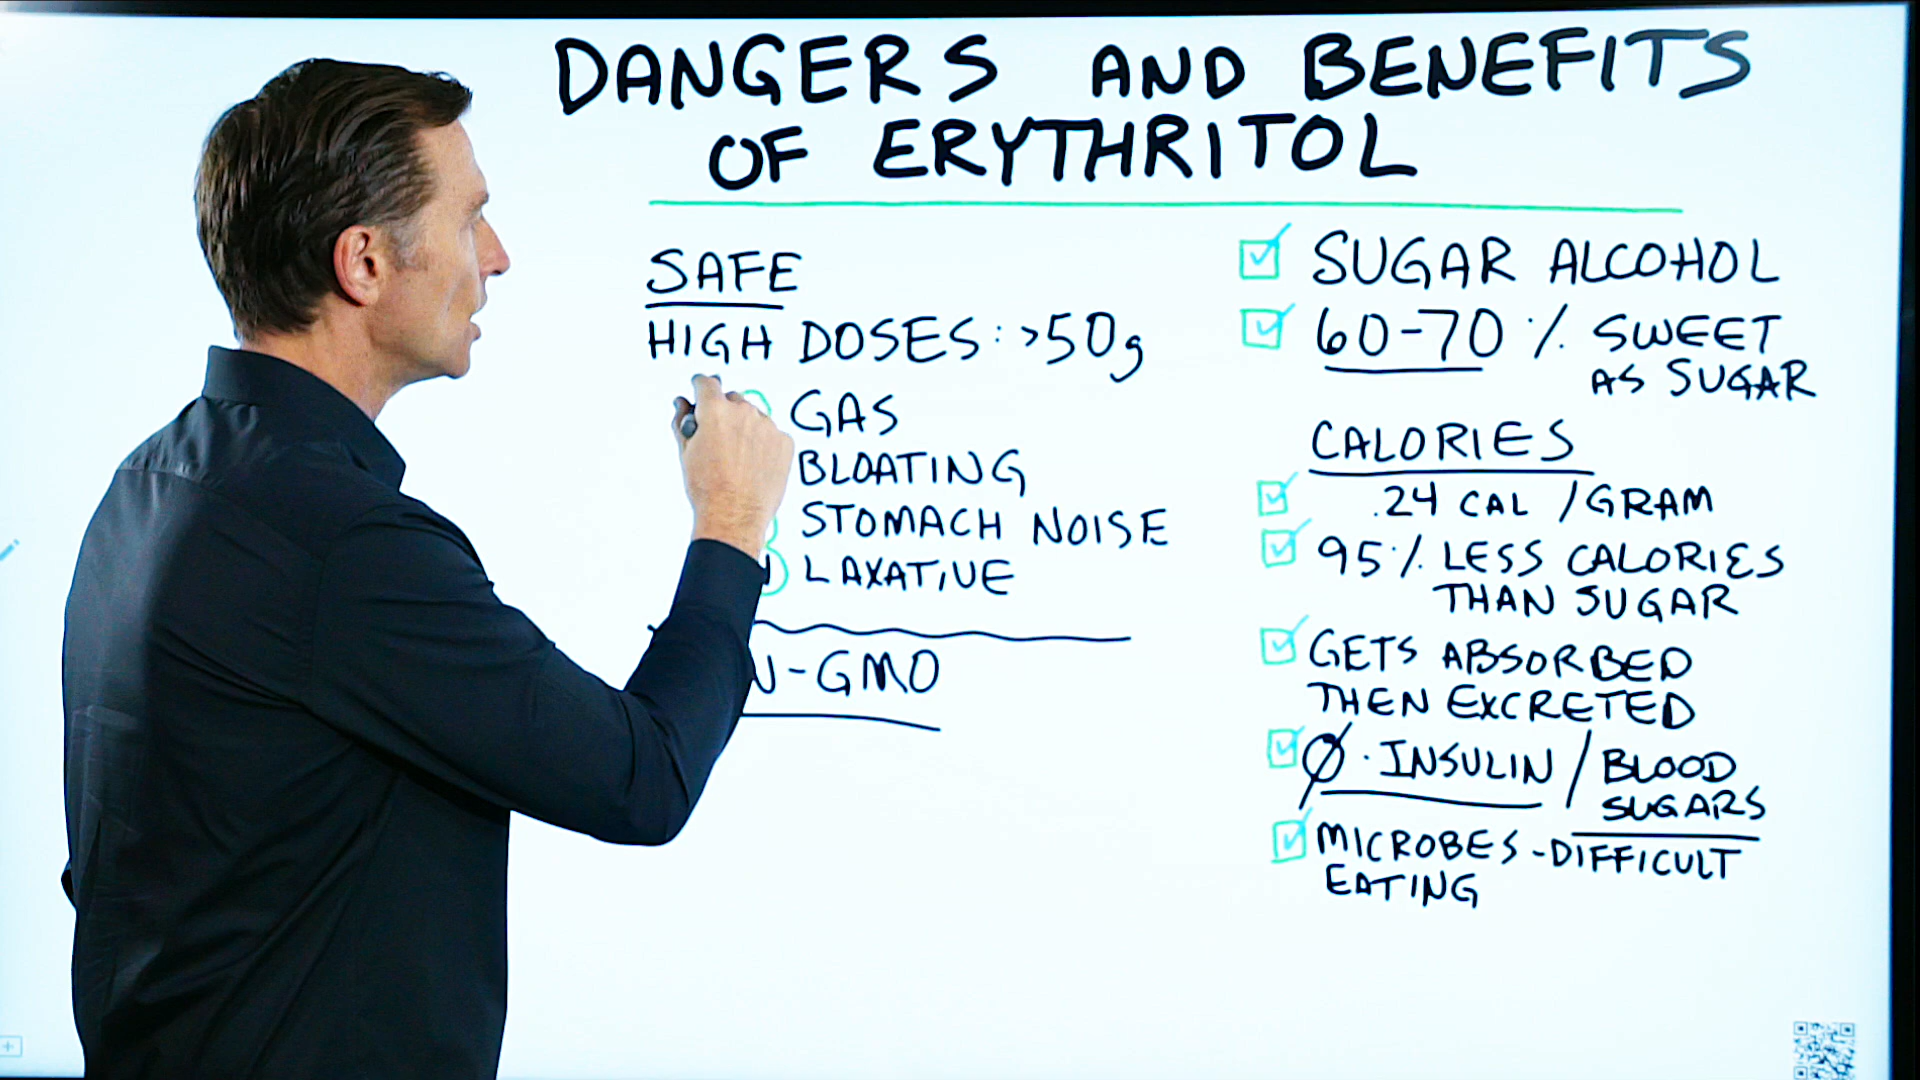 DANGERS AND BENEFITS
OF ERYTHRITOL
SAFE
HIGH DOSES: >50g
GAS
BLOATING
STOMACH NOISE
LAXATIVE
N-GMO
SUGAR ALCOHOL
60-70% SWEET
AS SUGAR
CALORIES
.24 CAL / GRAM
95% LESS CALORIES
THAN SUGAR
GETS ABSORBED
THEN EXCRETED
Ø · INSULIN / BLOOD
SUGARS
MICROBES - DIFFICULT
EATING